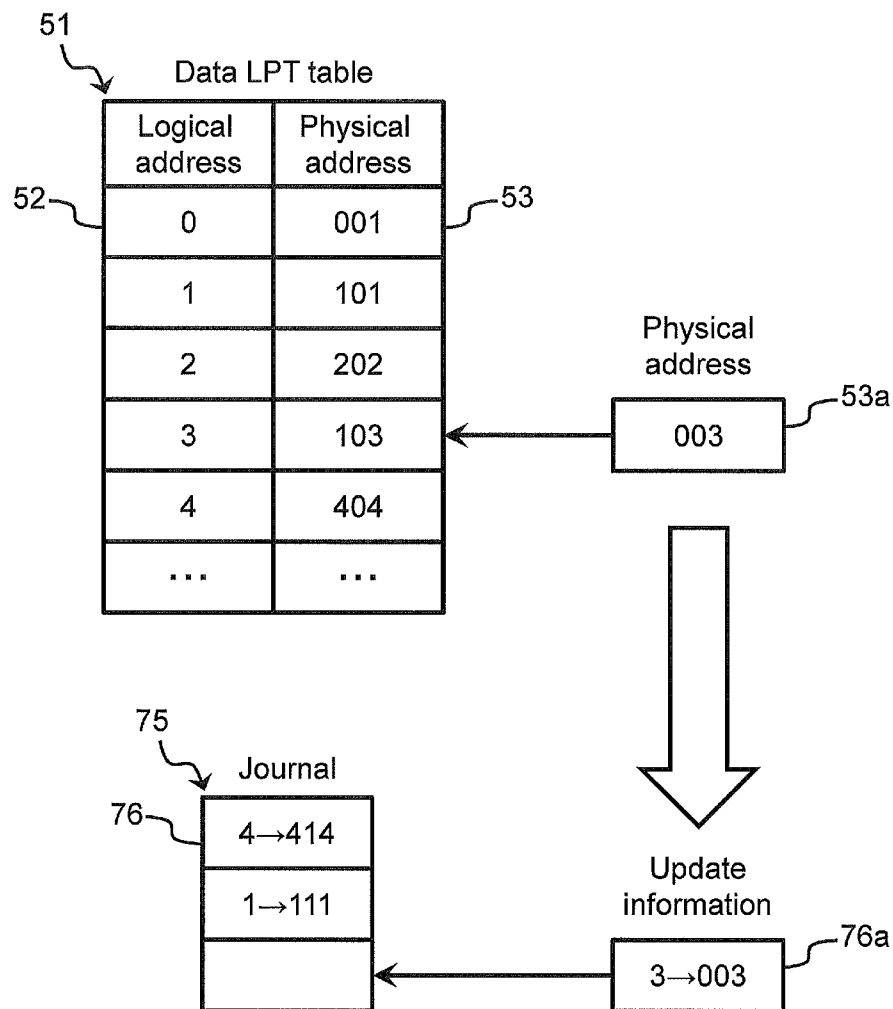 51
Data LPT table
Logical address
Physical address
52
53
0
001
1
101
2
202
3
103
4
404
...
...
Physical
address
53a
003
75
Journal
76
4→414
1→111
Update
information
76a
3→003